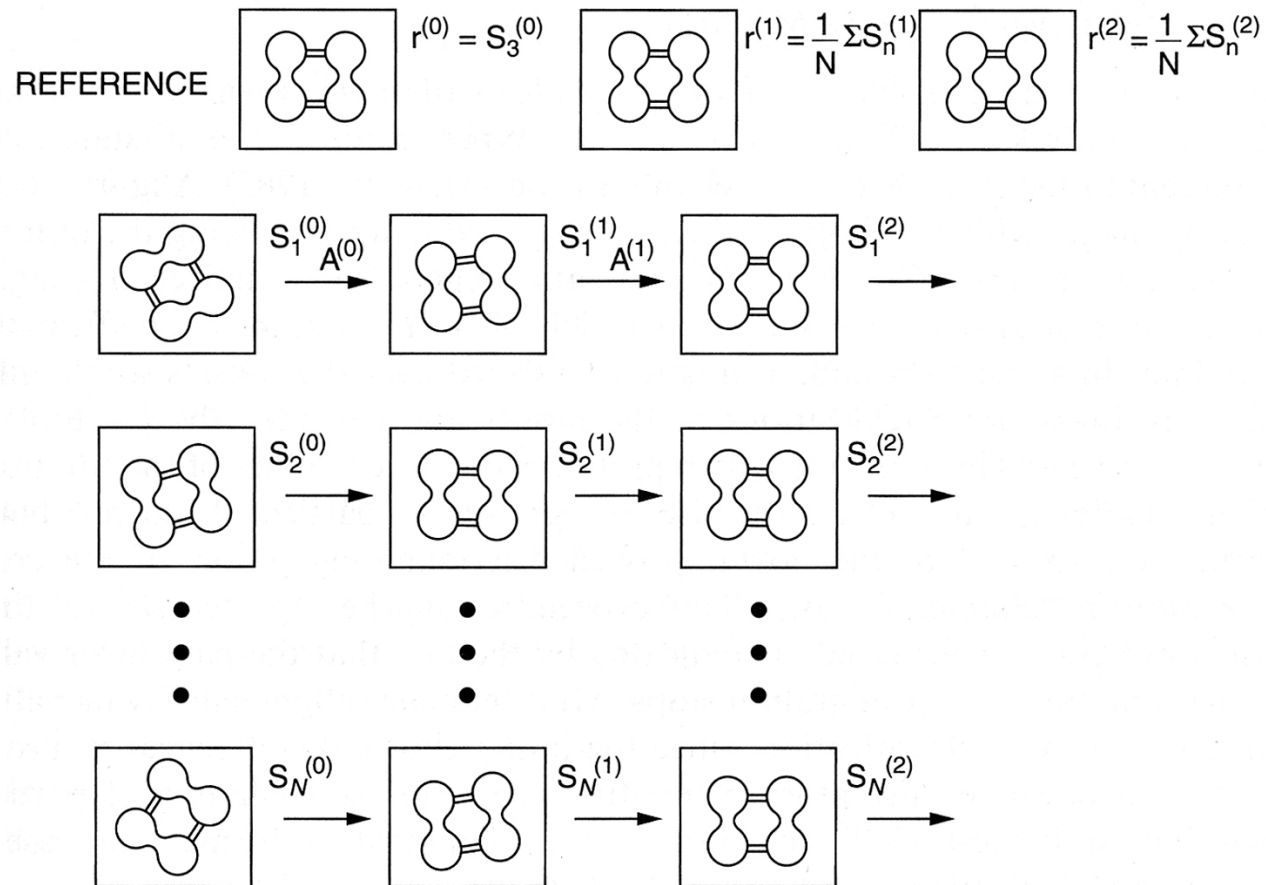 REFERENCE
r^(0) = S_3^(0)
r^(1) = 1/N ΣS_n^(1)
r^(2) = 1/N ΣS_n^(2)
S_1^(0) A^(0)
S_1^(1) A^(1)
S_1^(2)
S_2^(0)
S_2^(1)
S_2^(2)
S_N^(0)
S_N^(1)
S_N^(2)